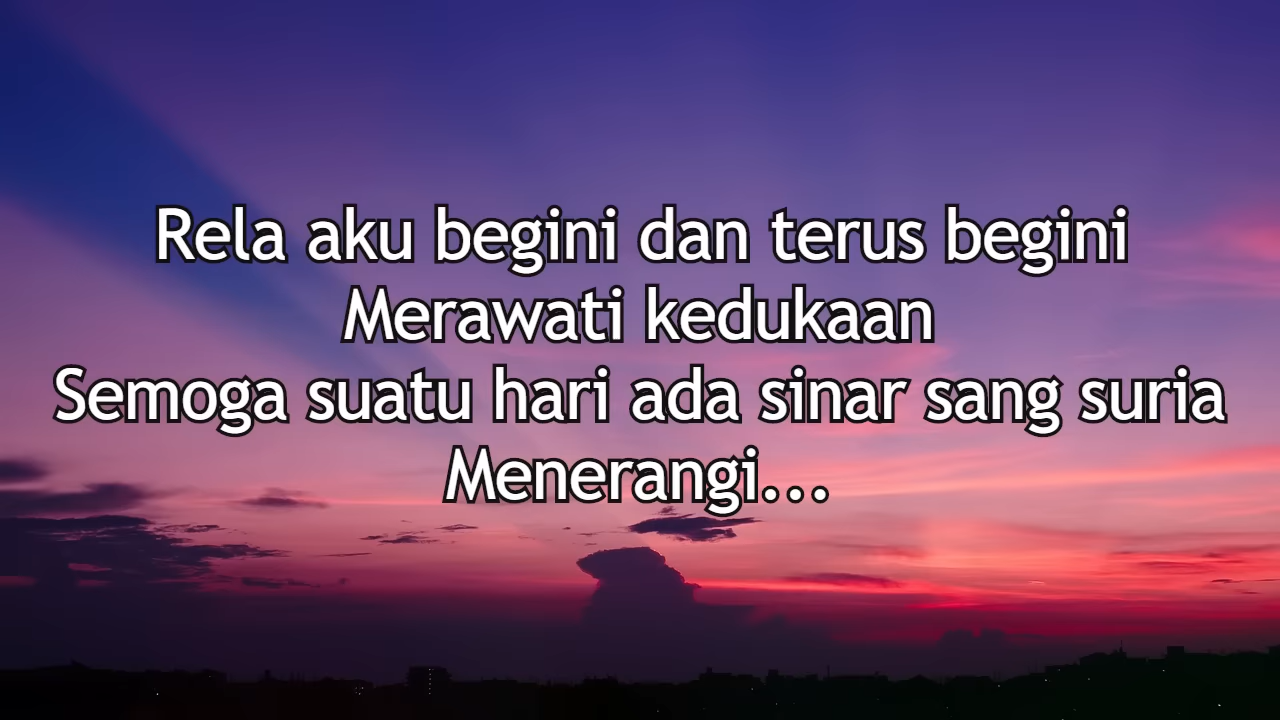 Rela aku begini dan terus begini
Merawati kedukaan
Semoga suatu hari ada sinar sang suria
Menerangi...